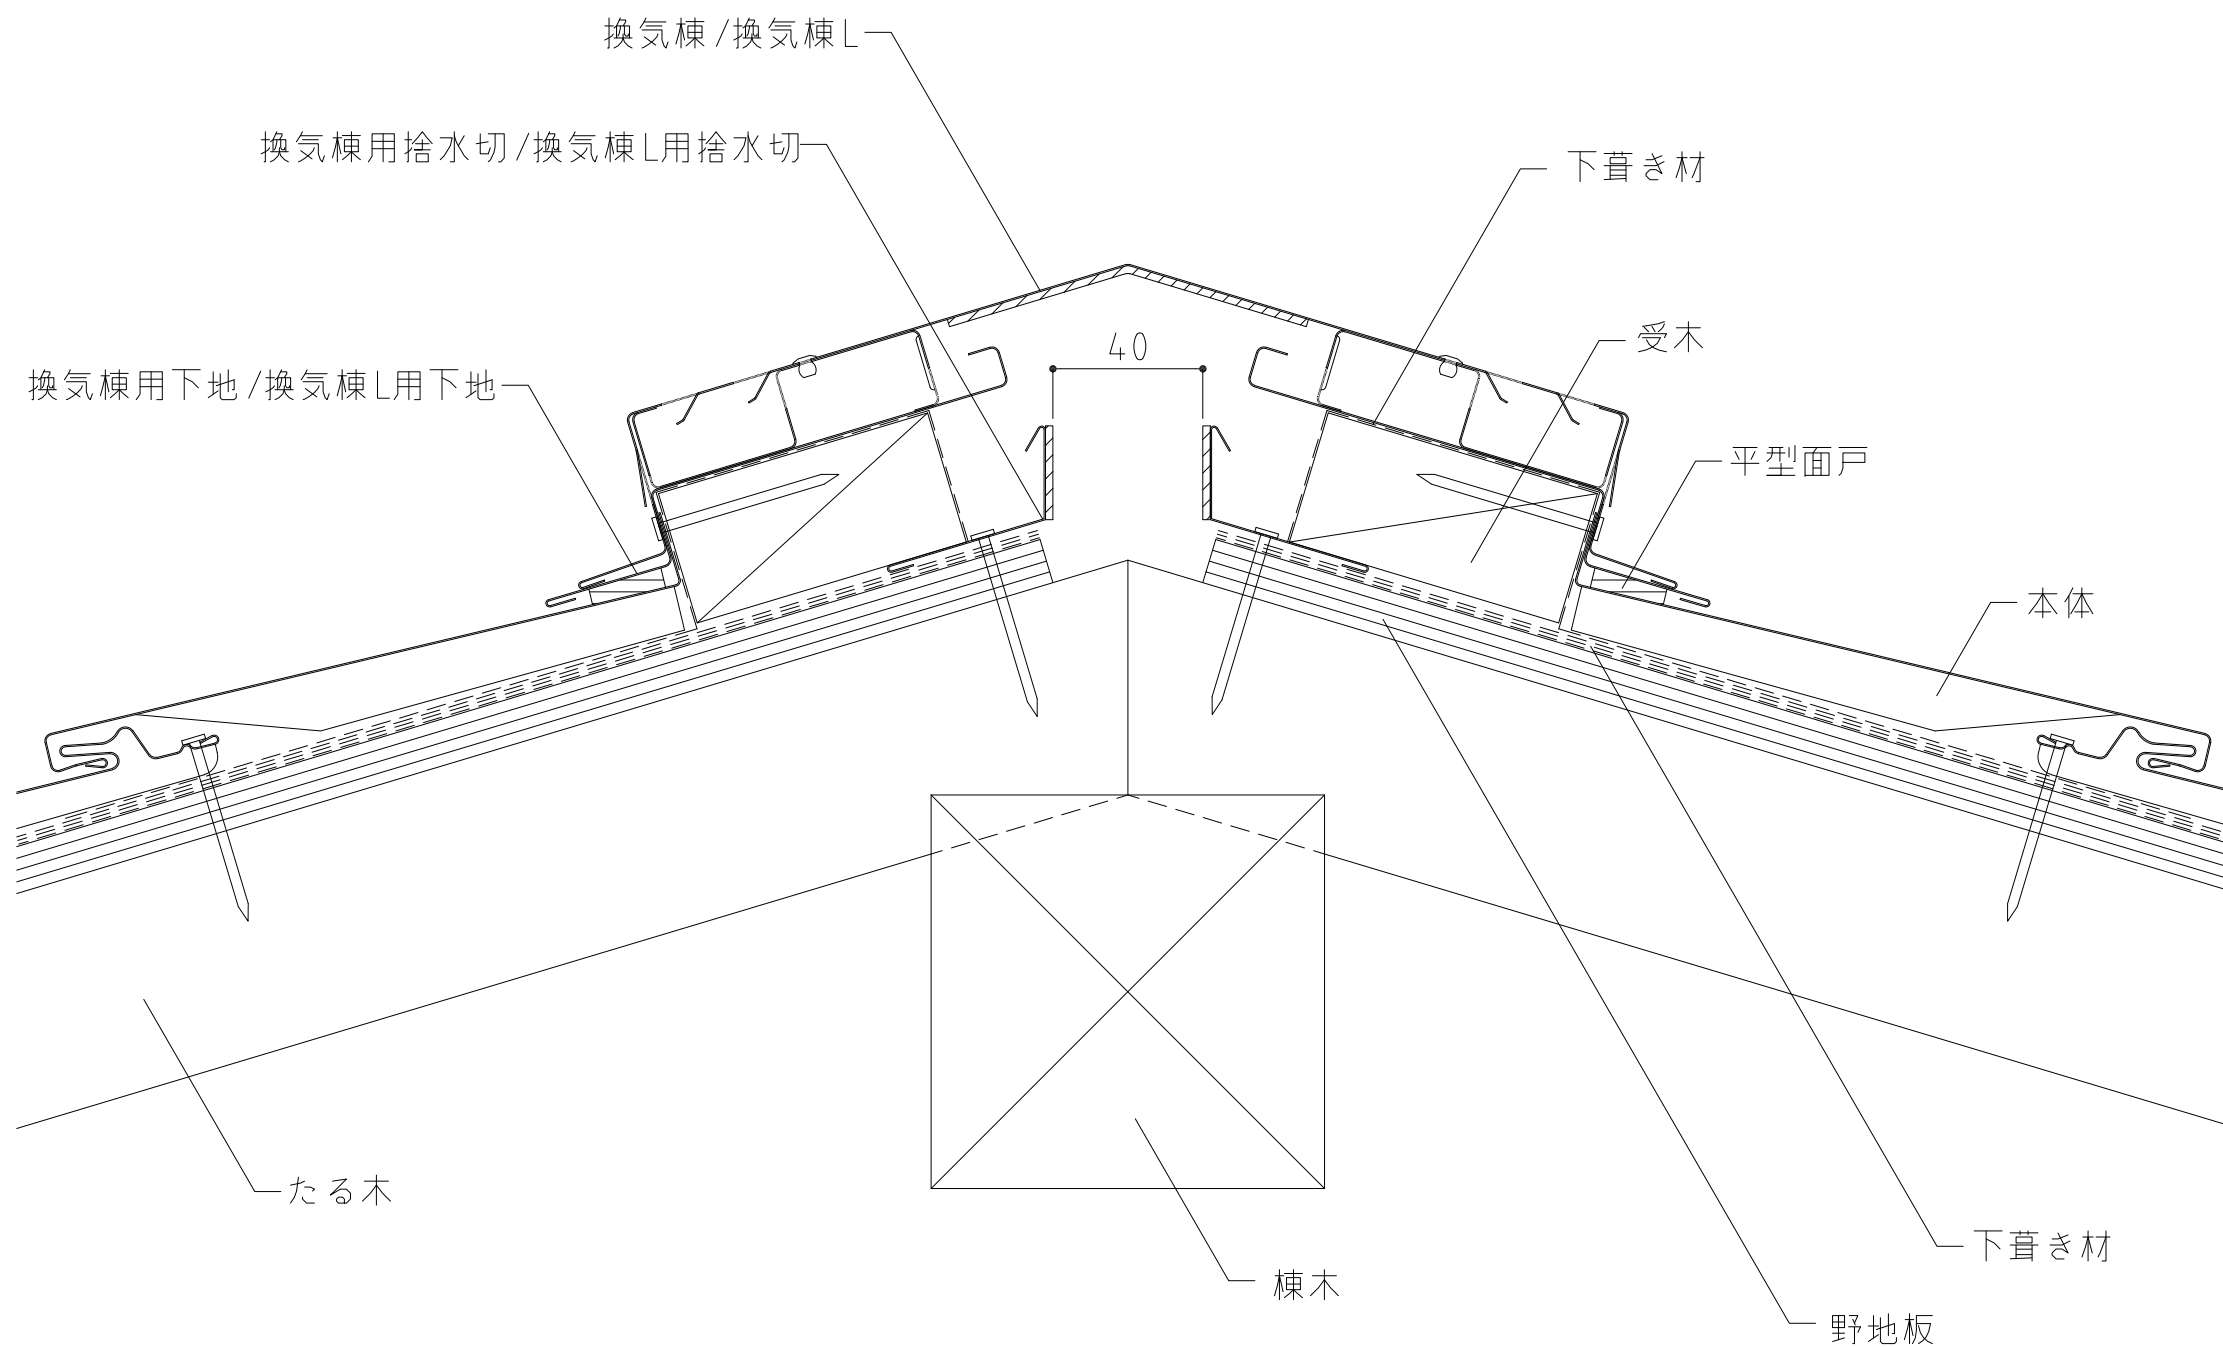 換気棟/換気棟L
換気棟用捨水切/換気棟L用捨水切
下葺き材
受木
40
換気棟用下地/換気棟L用下地
平型面戸
本体
たる木
下葺き材
棟木
野地板